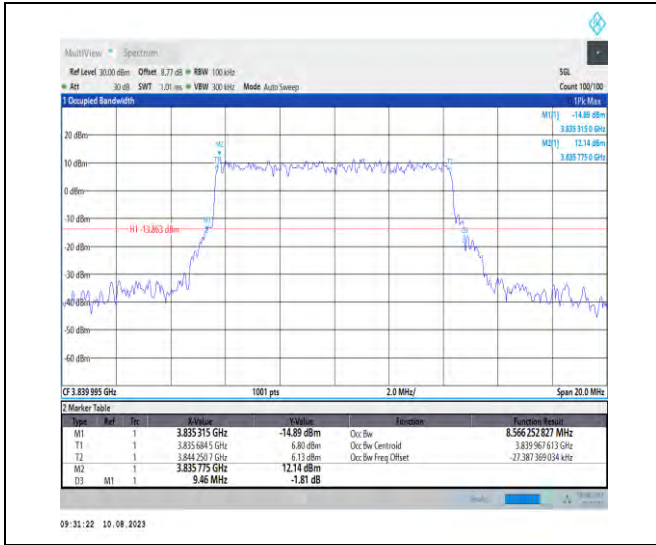 MultiView Spectrum
Ref Level 30.00 dBm Offset 8.77 dB RBW 100 kHz SGL
Att 30 dB SWT 1.01 ms VBW 300 kHz Mode Auto Sweep Count 100/100
1 Occupied Bandwidth 1Pk Max
M1[1] -14.89 dBm
3.835 315 0 GHz
M2[1] 12.14 dBm
3.835 775 0 GHz
20 dBm
M2
T1
10 dBm
0 dBm
-10 dBm
H1 -13.863 dBm
-20 dBm
-30 dBm
-40 dBm
-50 dBm
-60 dBm
CF 3.839 995 GHz 1001 pts 2.0 MHz/ Span 20.0 MHz
2 Marker Table
Type Ref Trc X-Value Y-Value Function Function Result
M1 1 3.835 315 GHz -14.89 dBm Occ Bw 8.566 252 827 MHz
T1 1 3.835 684 5 GHz 6.80 dBm Occ Bw Centroid 3.839 967 613 GHz
T2 1 3.844 250 7 GHz 6.13 dBm Occ Bw Freq Offset -27.387 369 034 kHz
M2 1 3.835 775 GHz 12.14 dBm
D3 M1 1 9.46 MHz -1.81 dB
09:31:22 10.08.2023